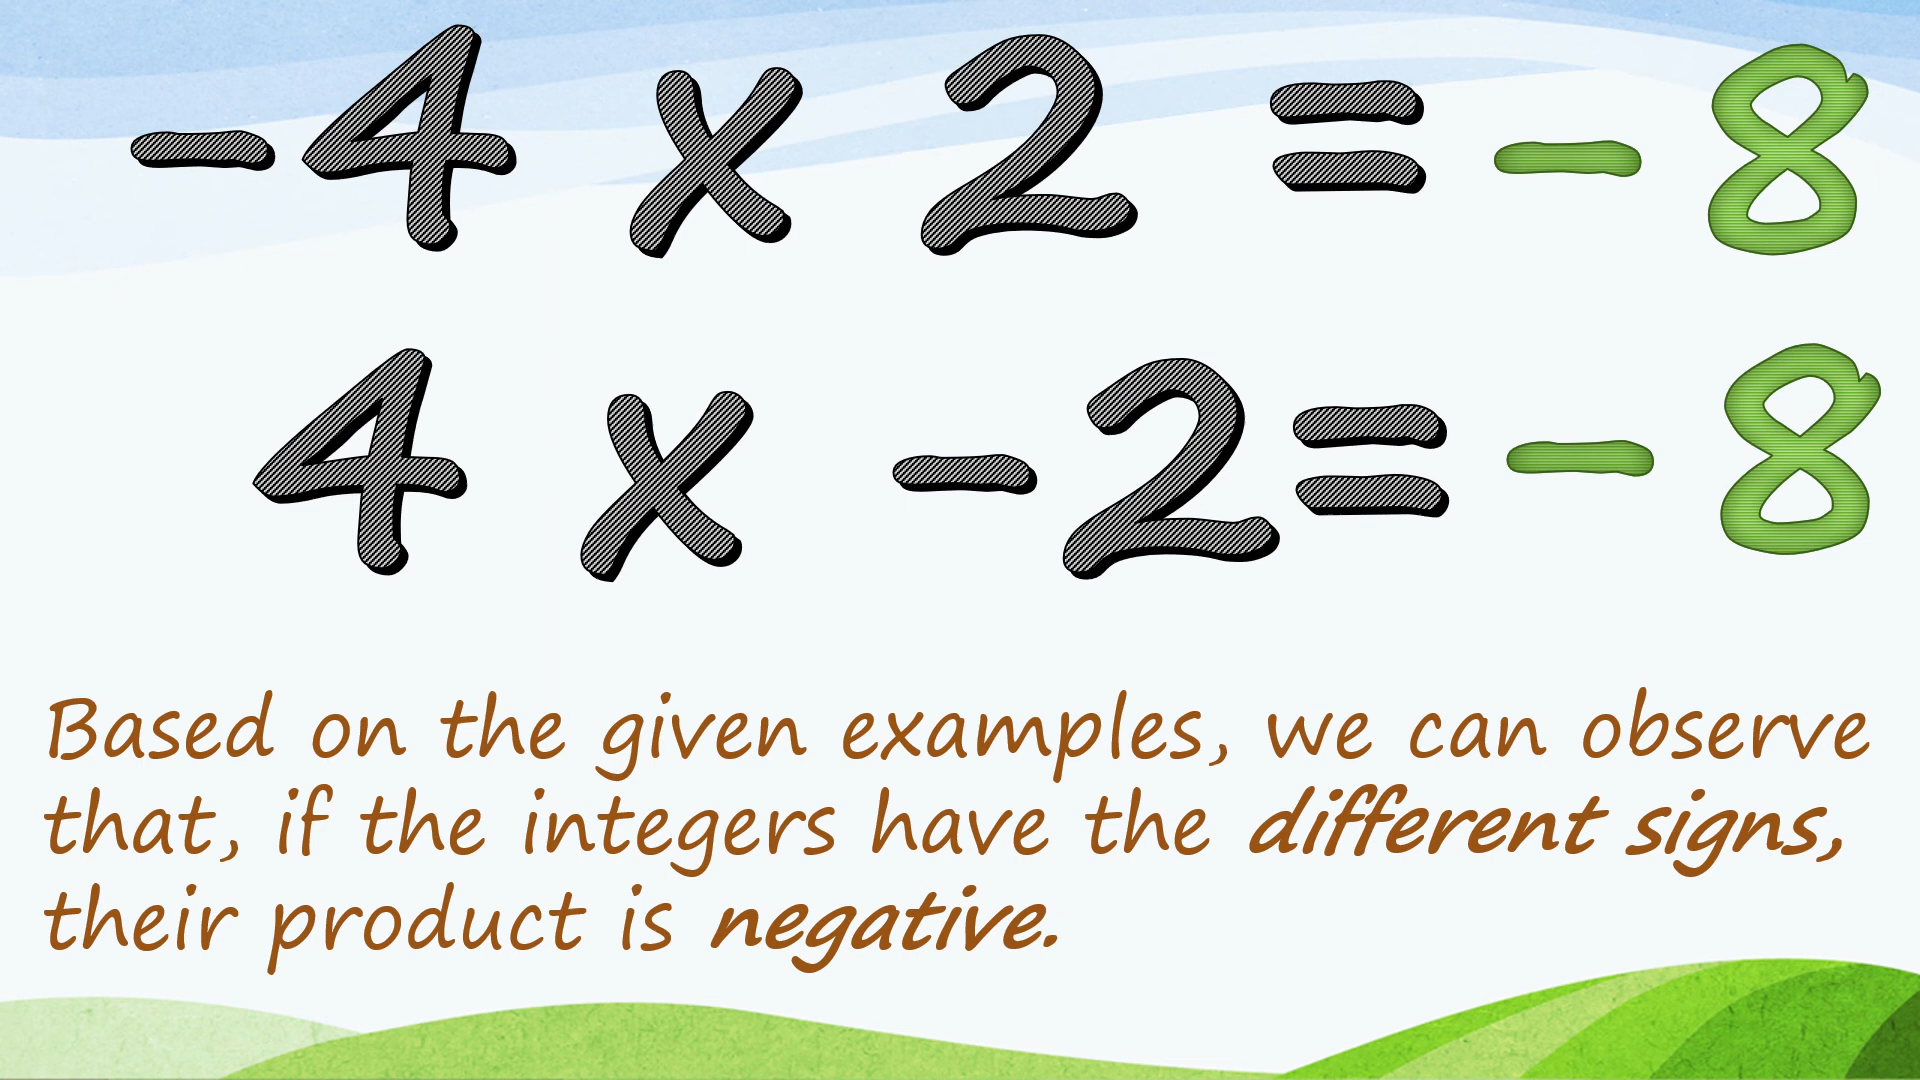 -4 x 2 = - 8
4 x -2 = - 8
Based on the given examples, we can observe
that, if the integers have the different signs,
their product is negative.